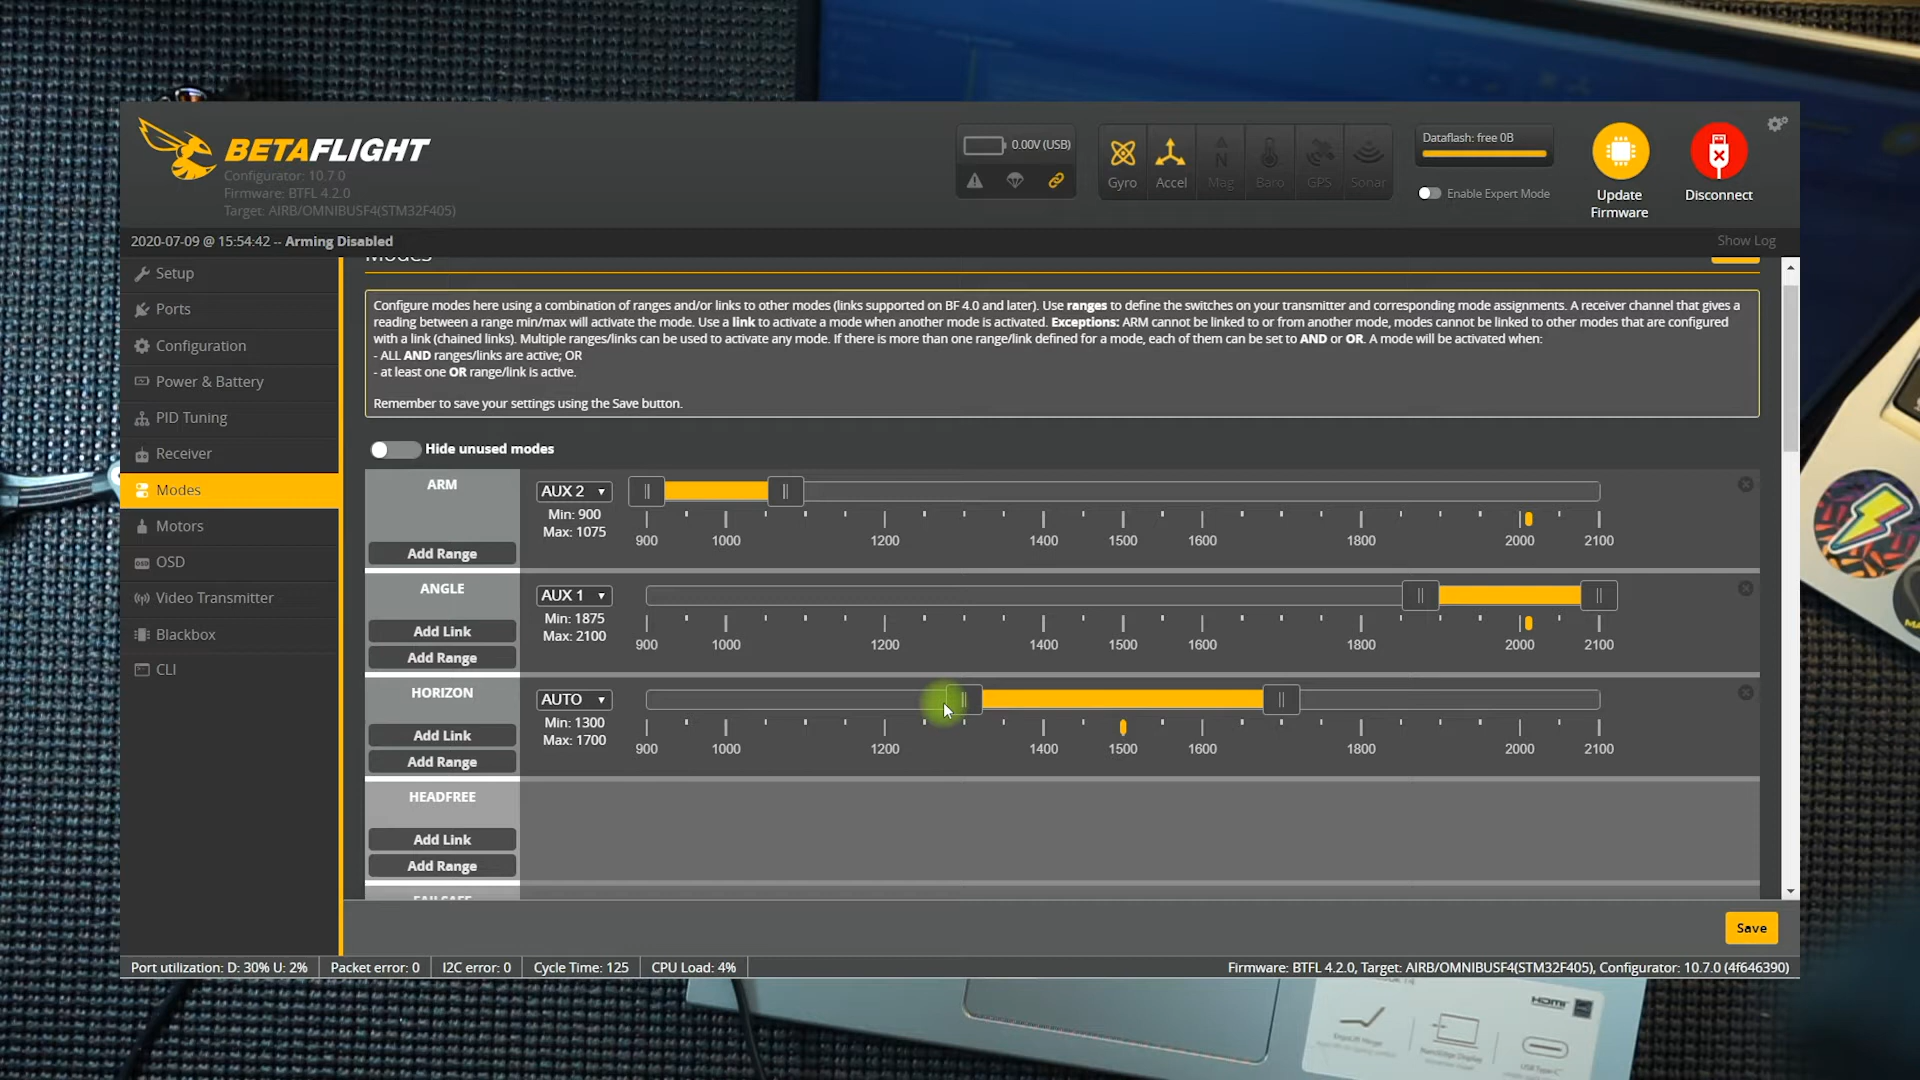 BETAFLIGHT
Configurator: 10.7.0
Firmware: BTFL 4.2.0
Target: AIRB/OMNIBUSF4(STM32F405)
0.00V (USB)
Gyro
Accel
Mag
Baro
GPS
Sonar
Dataflash: free 0B
Enable Expert Mode
Update
Firmware
Disconnect
2020-07-09 @ 15:54:42 -- Arming Disabled
Show Log
Setup
Ports
Configuration
Power & Battery
PID Tuning
Receiver
Modes
Motors
OSD
Video Transmitter
Blackbox
CLI
Modes
Configure modes here using a combination of ranges and/or links to other modes (links supported on BF 4.0 and later). Use ranges to define the switches on your transmitter and corresponding mode assignments. A receiver channel that gives a
reading between a range min/max will activate the mode. Use a link to activate a mode when another mode is activated. Exceptions: ARM cannot be linked to or from another mode, modes cannot be linked to other modes that are configured
with a link (chained links). Multiple ranges/links can be used to activate any mode. If there is more than one range/link defined for a mode, each of them can be set to AND or OR. A mode will be activated when:
- ALL AND ranges/links are active; OR
- at least one OR range/link is active.
Remember to save your settings using the Save button.
Hide unused modes
ARM
Add Range
AUX 2
Min: 900
Max: 1075
900 1000 1200 1400 1500 1600 1800 2000 2100
ANGLE
Add Link
Add Range
AUX 1
Min: 1875
Max: 2100
900 1000 1200 1400 1500 1600 1800 2000 2100
HORIZON
Add Link
Add Range
AUTO
Min: 1300
Max: 1700
900 1000 1200 1400 1500 1600 1800 2000 2100
HEADFREE
Add Link
Add Range
FAILSAFE
Save
Port utilization: D: 30% U: 2%
Packet error: 0
I2C error: 0
Cycle Time: 125
CPU Load: 4%
Firmware: BTFL 4.2.0, Target: AIRB/OMNIBUSF4(STM32F405), Configurator: 10.7.0 (4f646390)
HDMI